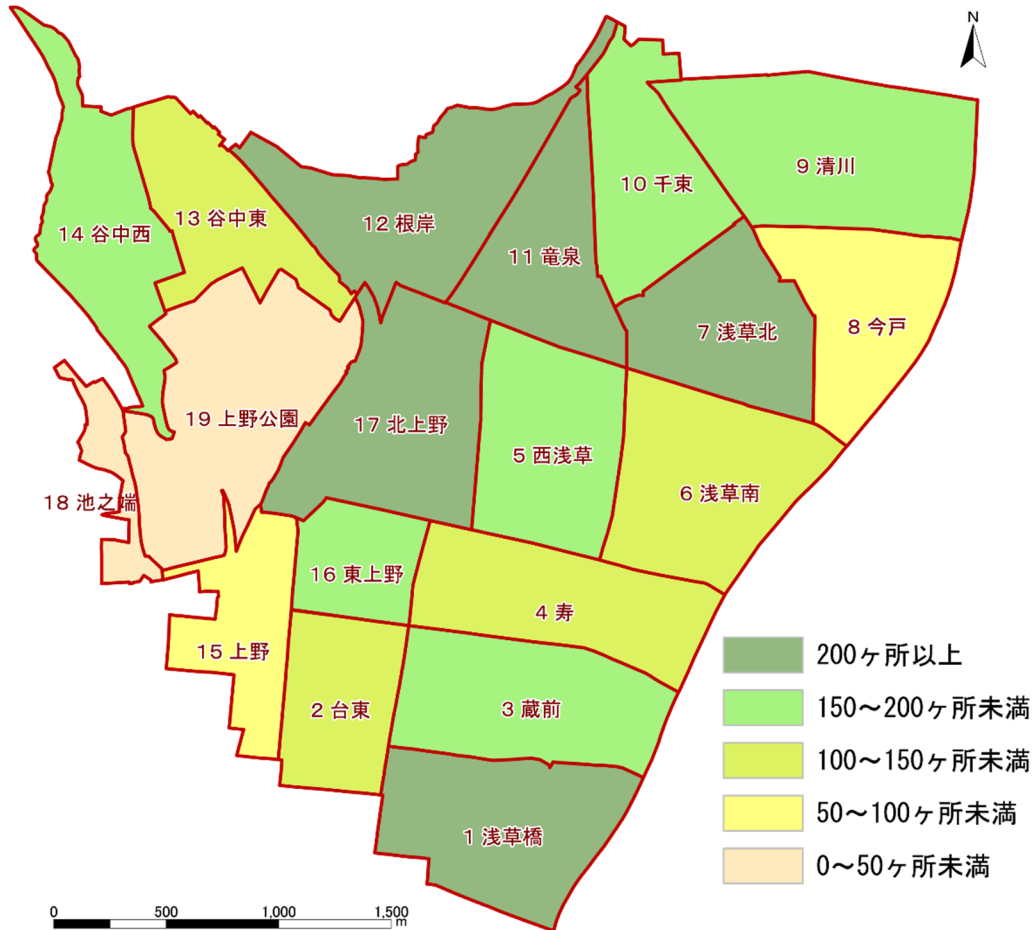 N
9 清川
10 千束
13 谷中東
12 根岸
14 谷中西
11 竜泉
7 浅草北
8 今戸
19 上野公園
17 北上野
5 西浅草
6 浅草南
18 池之端
16 東上野
4 寿
15 上野
2 台東
3 蔵前
1 浅草橋
200ヶ所以上
150～200ヶ所未満
100～150ヶ所未満
50～100ヶ所未満
0～50ヶ所未満
0 500 1,000 1,500
m